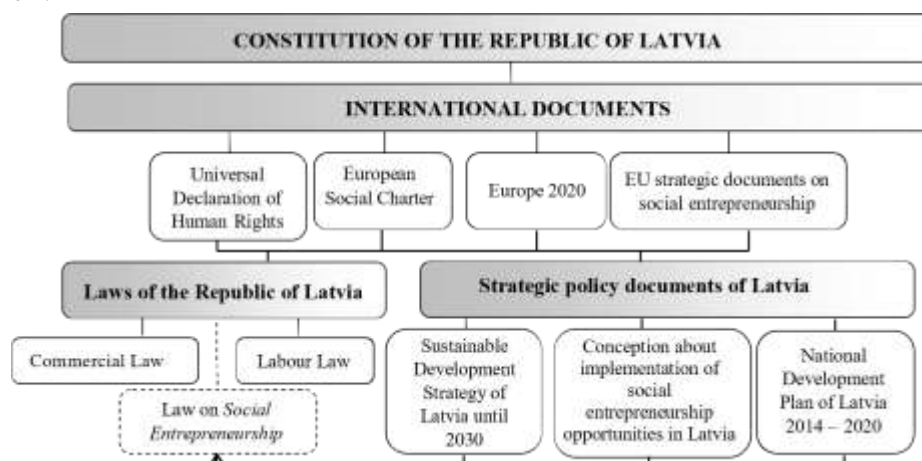 CONSTITUTION OF THE REPUBLIC OF LATVIA
INTERNATIONAL DOCUMENTS
Universal
Declaration of
Human Rights
European
Social Charter
Europe 2020
EU strategic documents on
social entrepreneurship
Laws of the Republic of Latvia
Strategic policy documents of Latvia
Commercial Law
Labour Law
Law on Social
Entrepreneurship
Sustainable
Development
Strategy of
Latvia until
2030
Conception about
implementation of
social
entrepreneurship
opportunities in Latvia
National
Development
Plan of Latvia
2014 – 2020